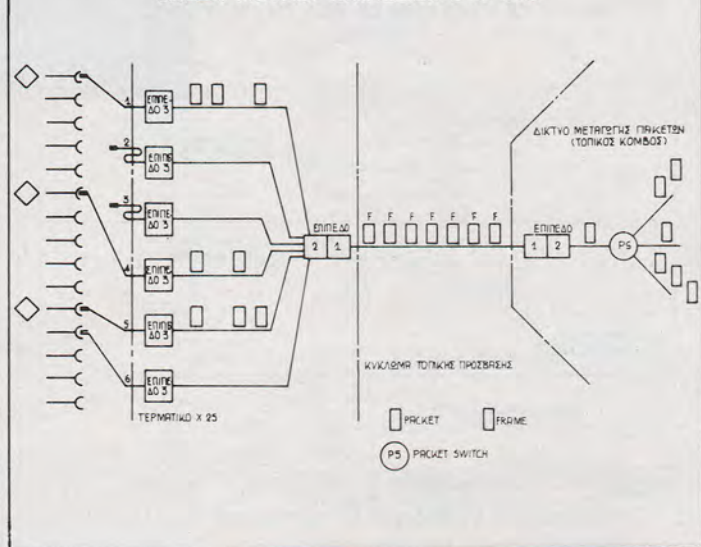 1
ΕΠΙΠΕ-
ΔΟ 3
2
ΕΠΙΠΕ-
ΔΟ 3
3
ΕΠΙΠΕ-
ΔΟ 3
4
ΕΠΙΠΕ
ΔΟ 3
5
ΕΠΙΠΕ
ΔΟ 3
6
ΕΠΙΠΕ
ΔΟ 3
ΤΕΡΜΑΤΙΚΟ Χ 25
ΕΠΙΠΕΔΟ
2 1
F F F F F F F
ΚΥΚΛΩΜΑ ΤΟΠΙΚΗΣ ΠΡΟΣΒΑΣΗΣ
ΔΙΚΤΥΟ ΜΕΤΑΓΩΓΗΣ ΠΑΚΕΤΩΝ
(ΤΟΠΙΚΟΣ ΚΟΜΒΟΣ)
ΕΠΙΠΕΔΟ
1 2
PS
PACKET
FRAME
PS PACKET SWITCH